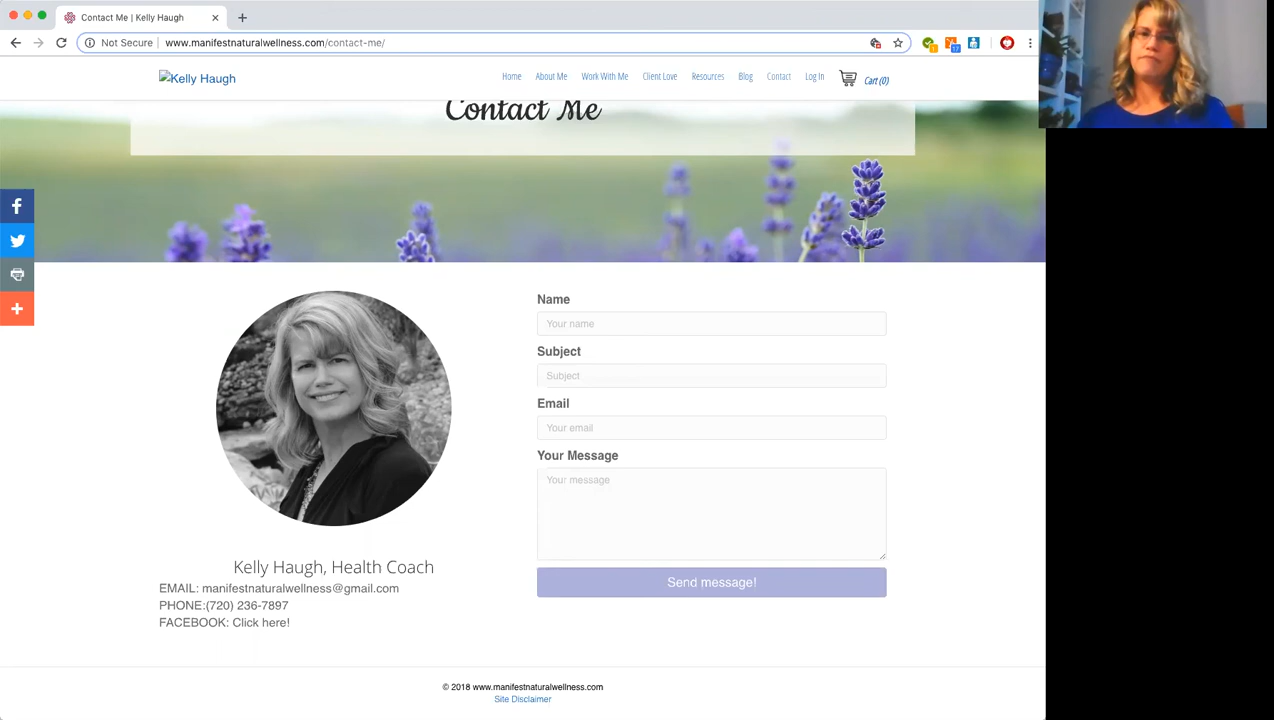 Contact Me | Kelly Haugh
Not Secure | www.manifestnaturalwellness.com/contact-me/
17
Kelly Haugh
Home About Me Work With Me Client Love Resources Blog Contact Log In Cart (0)
Contact Me
Name
Your name
Subject
Subject
Email
Your email
Your Message
Your message
Send message!
Kelly Haugh, Health Coach
EMAIL: manifestnaturalwellness@gmail.com
PHONE:(720) 236-7897
FACEBOOK: Click here!
© 2018 www.manifestnaturalwellness.com
Site Disclaimer